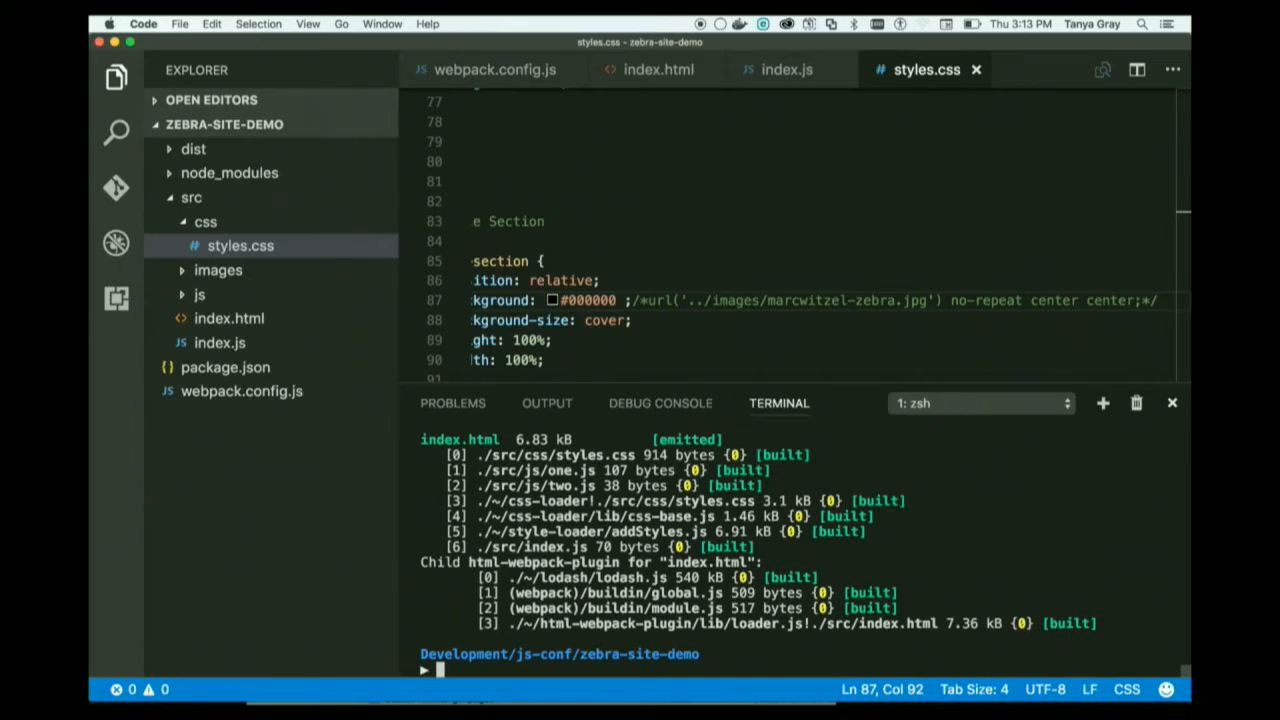 Code File Edit Selection View Go Window Help Thu 3:13 PM Tanya Gray
styles.css - zebra-site-demo
EXPLORER
OPEN EDITORS
ZEBRA-SITE-DEMO
dist
node_modules
src
css
# styles.css
images
js
<> index.html
JS index.js
{} package.json
JS webpack.config.js
JS webpack.config.js <> index.html JS index.js # styles.css
77
78
79
80
81
82
83 e Section
84
85 -section {
86 ition: relative;
87 kground: #000000 ;/*url('../images/marcwitzel-zebra.jpg') no-repeat center center;*/
88 kground-size: cover;
89 ght: 100%;
90 th: 100%;
91
PROBLEMS OUTPUT DEBUG CONSOLE TERMINAL 1: zsh
index.html 6.83 kB [emitted]
[0] ./src/css/styles.css 914 bytes {0} [built]
[1] ./src/js/one.js 107 bytes {0} [built]
[2] ./src/js/two.js 38 bytes {0} [built]
[3] ./~/css-loader!./src/css/styles.css 3.1 kB {0} [built]
[4] ./~/css-loader/lib/css-base.js 1.46 kB {0} [built]
[5] ./~/style-loader/addStyles.js 6.91 kB {0} [built]
[6] ./src/index.js 70 bytes {0} [built]
Child html-webpack-plugin for "index.html":
[0] ./~/lodash/lodash.js 540 kB {0} [built]
[1] (webpack)/buildin/global.js 509 bytes {0} [built]
[2] (webpack)/buildin/module.js 517 bytes {0} [built]
[3] ./~/html-webpack-plugin/lib/loader.js!./src/index.html 7.36 kB {0} [built]
Development/js-conf/zebra-site-demo
0 0 Ln 87, Col 92 Tab Size: 4 UTF-8 LF CSS